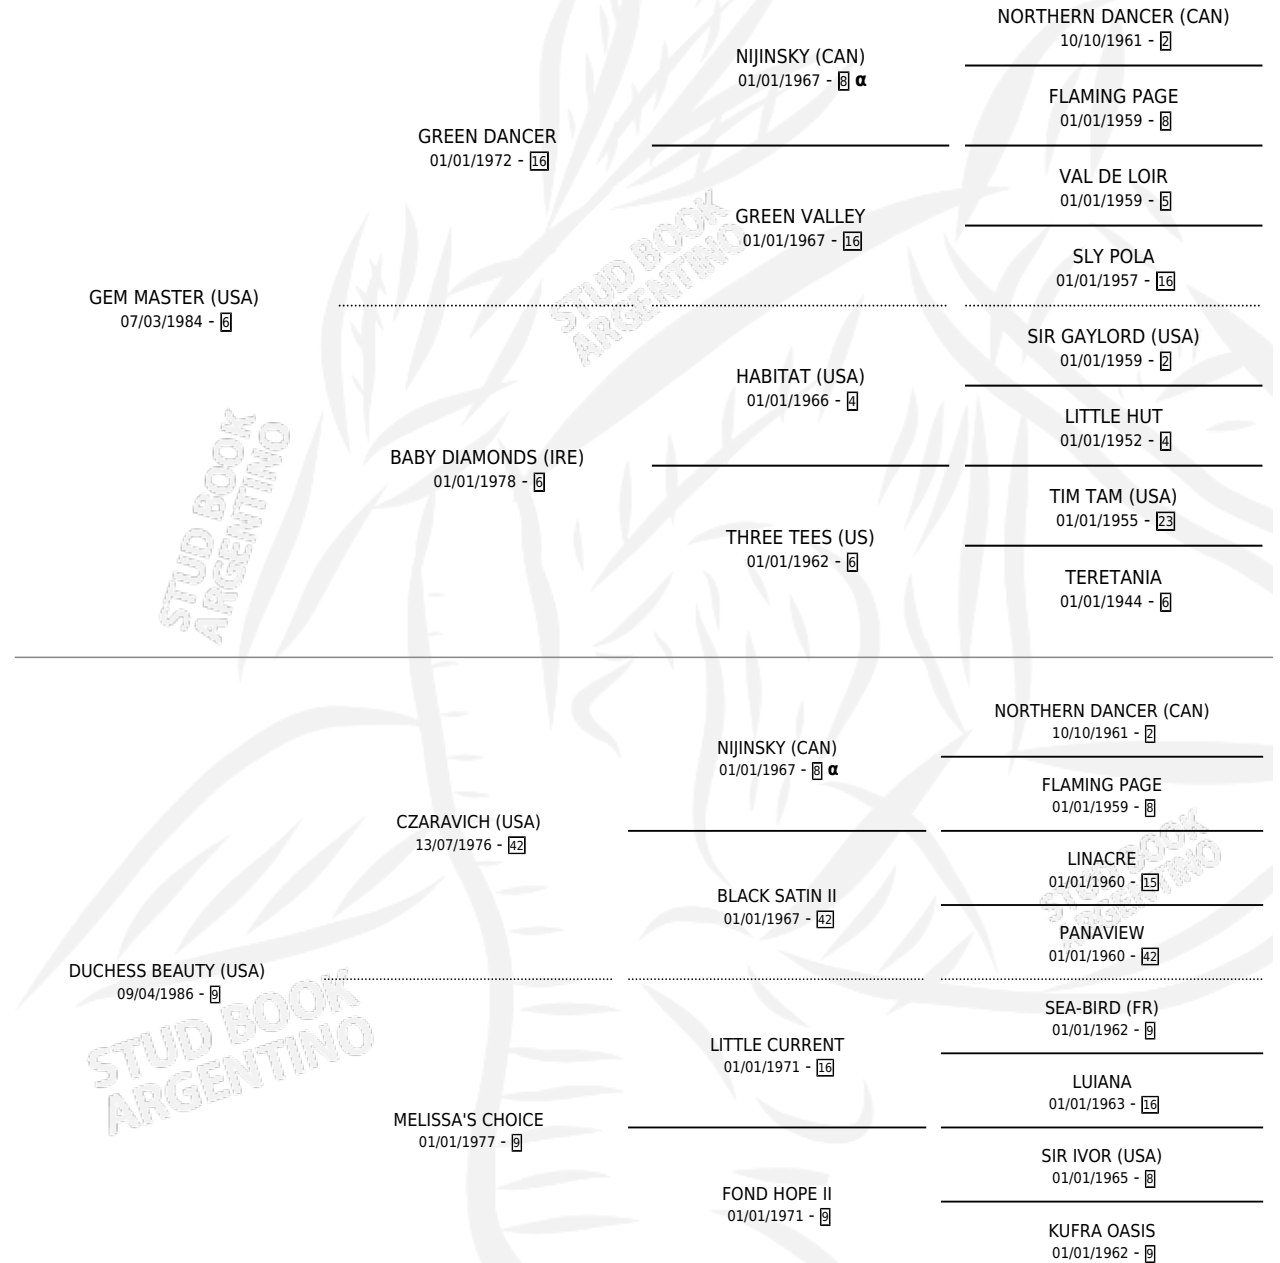 NORTHERN DANCER (CAN)
10/10/1961 - 2
NIJINSKY (CAN)
01/01/1967 - 8 α
FLAMING PAGE
01/01/1959 - 8
GREEN DANCER
01/01/1972 - 16
VAL DE LOIR
01/01/1959 - 5
GREEN VALLEY
01/01/1967 - 16
SLY POLA
01/01/1957 - 16
GEM MASTER (USA)
07/03/1984 - 6
SIR GAYLORD (USA)
01/01/1959 - 2
HABITAT (USA)
01/01/1966 - 4
LITTLE HUT
01/01/1952 - 4
BABY DIAMONDS (IRE)
01/01/1978 - 6
TIM TAM (USA)
01/01/1955 - 23
THREE TEES (US)
01/01/1962 - 6
TERETANIA
01/01/1944 - 6
STUD BOOK
ARGENTINO
STUD BOOK
ARGENTINO
NORTHERN DANCER (CAN)
10/10/1961 - 2
NIJINSKY (CAN)
01/01/1967 - 8 α
FLAMING PAGE
01/01/1959 - 8
CZARAVICH (USA)
13/07/1976 - 42
LINACRE
01/01/1960 - 15
BLACK SATIN II
01/01/1967 - 42
PANAVIEW
01/01/1960 - 42
DUCHESS BEAUTY (USA)
09/04/1986 - 9
SEA-BIRD (FR)
01/01/1962 - 9
LITTLE CURRENT
01/01/1971 - 16
LUIANA
01/01/1963 - 16
MELISSA'S CHOICE
01/01/1977 - 9
SIR IVOR (USA)
01/01/1965 - 8
FOND HOPE II
01/01/1971 - 9
KUFRA OASIS
01/01/1962 - 9
STUD BOOK
ARGENTINO
STUD BOOK
ARGENTINO